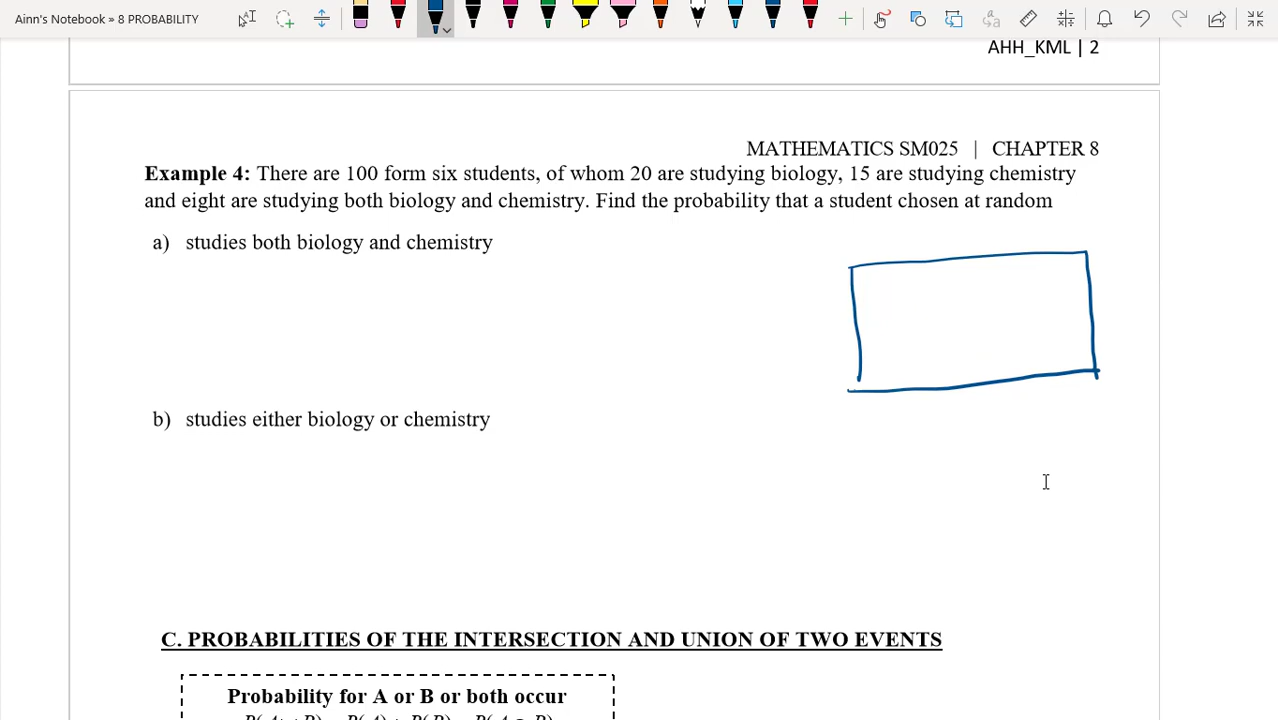 Ainn's Notebook » 8 PROBABILITY
AHH_KML | 2
MATHEMATICS SM025 | CHAPTER 8
Example 4: There are 100 form six students, of whom 20 are studying biology, 15 are studying chemistry
and eight are studying both biology and chemistry. Find the probability that a student chosen at random
a) studies both biology and chemistry
b) studies either biology or chemistry
C. PROBABILITIES OF THE INTERSECTION AND UNION OF TWO EVENTS
Probability for A or B or both occur